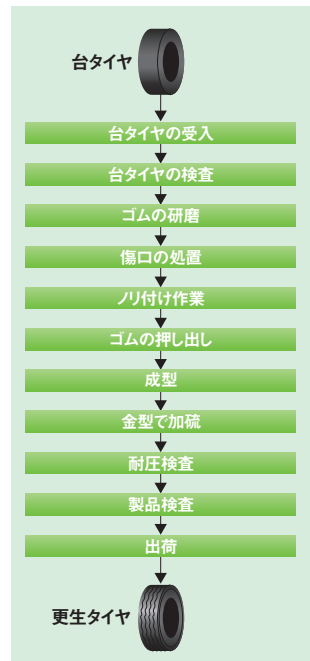 台タイヤ
台タイヤの受入
台タイヤの検査
ゴムの研磨
傷口の処置
ノリ付け作業
ゴムの押し出し
成型
金型で加硫
耐圧検査
製品検査
出荷
更生タイヤ